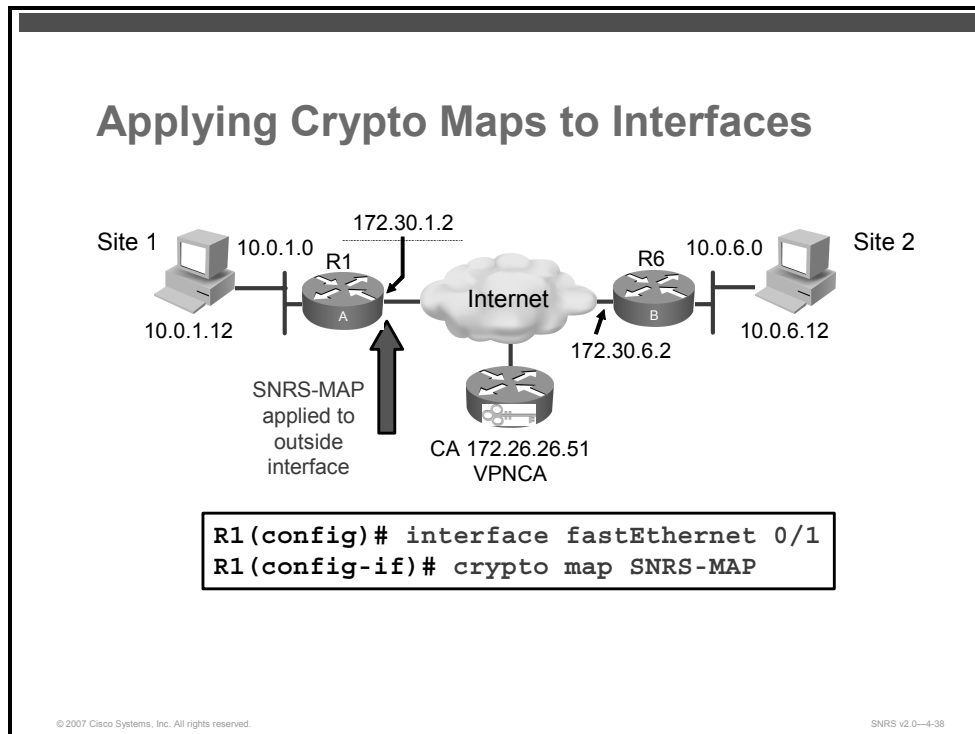 Applying Crypto Maps to Interfaces
172.30.1.2
Site 1
10.0.1.0
R1
R6
10.0.6.0
Site 2
A
Internet
B
10.0.1.12
172.30.6.2
10.0.6.12
SNRS-MAP
applied to
outside
interface
CA 172.26.26.51
VPNCA
R1(config)# interface fastEthernet 0/1
R1(config-if)# crypto map SNRS-MAP
© 2007 Cisco Systems, Inc. All rights reserved.
SNRS v2.0—4-38